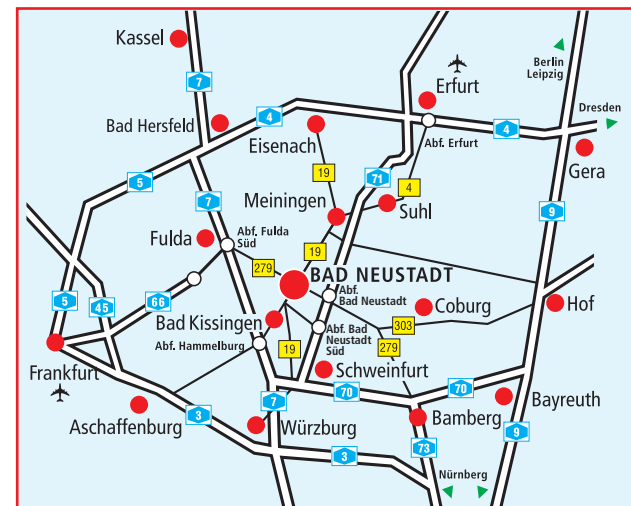 Kassel
7
Berlin
Leipzig
Erfurt
Dresden
Bad Hersfeld
4
4
Abf. Erfurt
Eisenach
Gera
5
19
71
4
7
Meiningen
Suhl
9
Fulda
Abf. Fulda
Süd
19
279
BAD NEUSTADT
5
45
66
Abf.
Bad Neustadt
Coburg
Hof
Bad Kissingen
303
Abf. Hammelburg
Abf. Bad
Neustadt
Süd
279
19
Frankfurt
Schweinfurt
70
70
7
Bayreuth
Aschaffenburg
3
Würzburg
Bamberg
9
73
3
Nürnberg